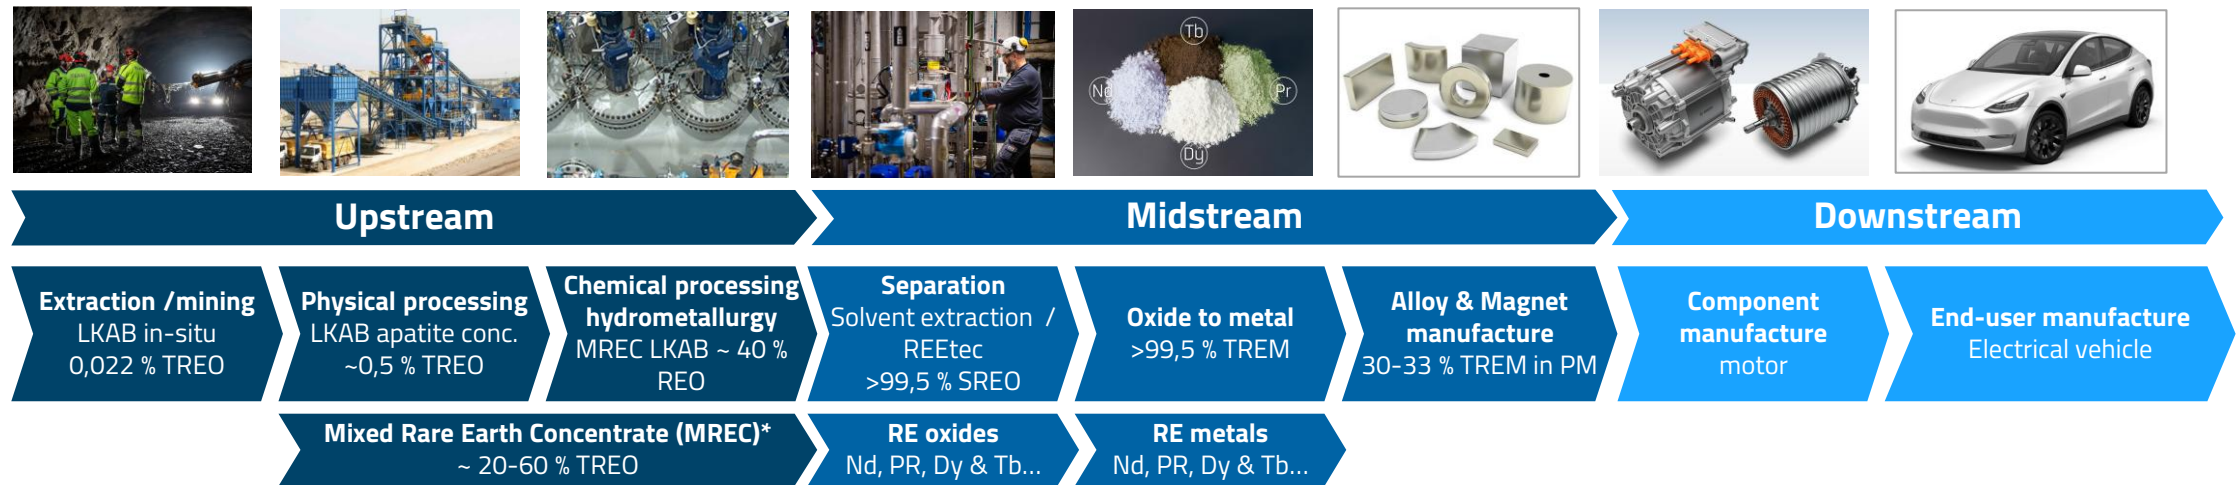 Tb
Nd
Pr
Dy
Upstream
Midstream
Downstream
Extraction /mining
LKAB in-situ
0,022 % TREO
Physical processing
LKAB apatite conc.
~0,5 % TREO
Chemical processing
hydrometallurgy
MREC LKAB ~ 40 %
REO
Separation
Solvent extraction /
REEtec
>99,5 % SREO
Oxide to metal
>99,5 % TREM
Alloy & Magnet
manufacture
30-33 % TREM in PM
Component
manufacture
motor
End-user manufacture
Electrical vehicle
Mixed Rare Earth Concentrate (MREC)*
~ 20-60 % TREO
RE oxides
Nd, PR, Dy & Tb...
RE metals
Nd, PR, Dy & Tb...